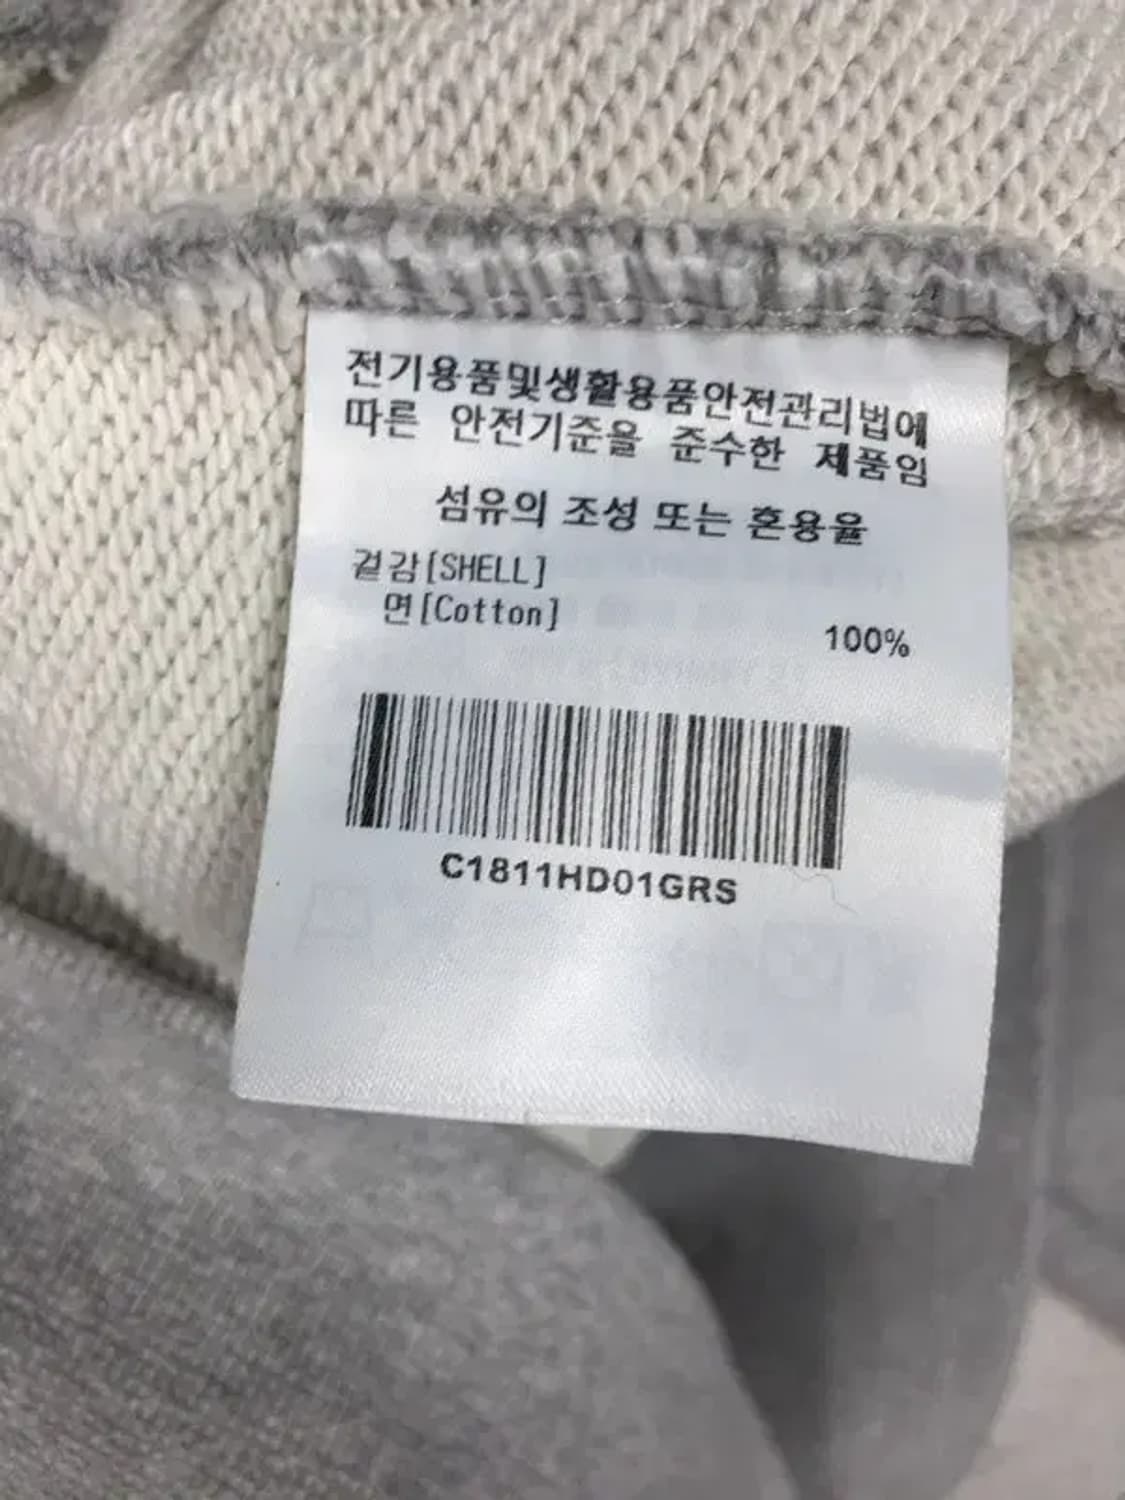 전기용품및생활용품안전관리법에
따른 안전기준을 준수한 제품임
섬유의 조성 또는 혼용율
겉감[SHELL]
면[Cotton]
100%
C1811HD01GRS